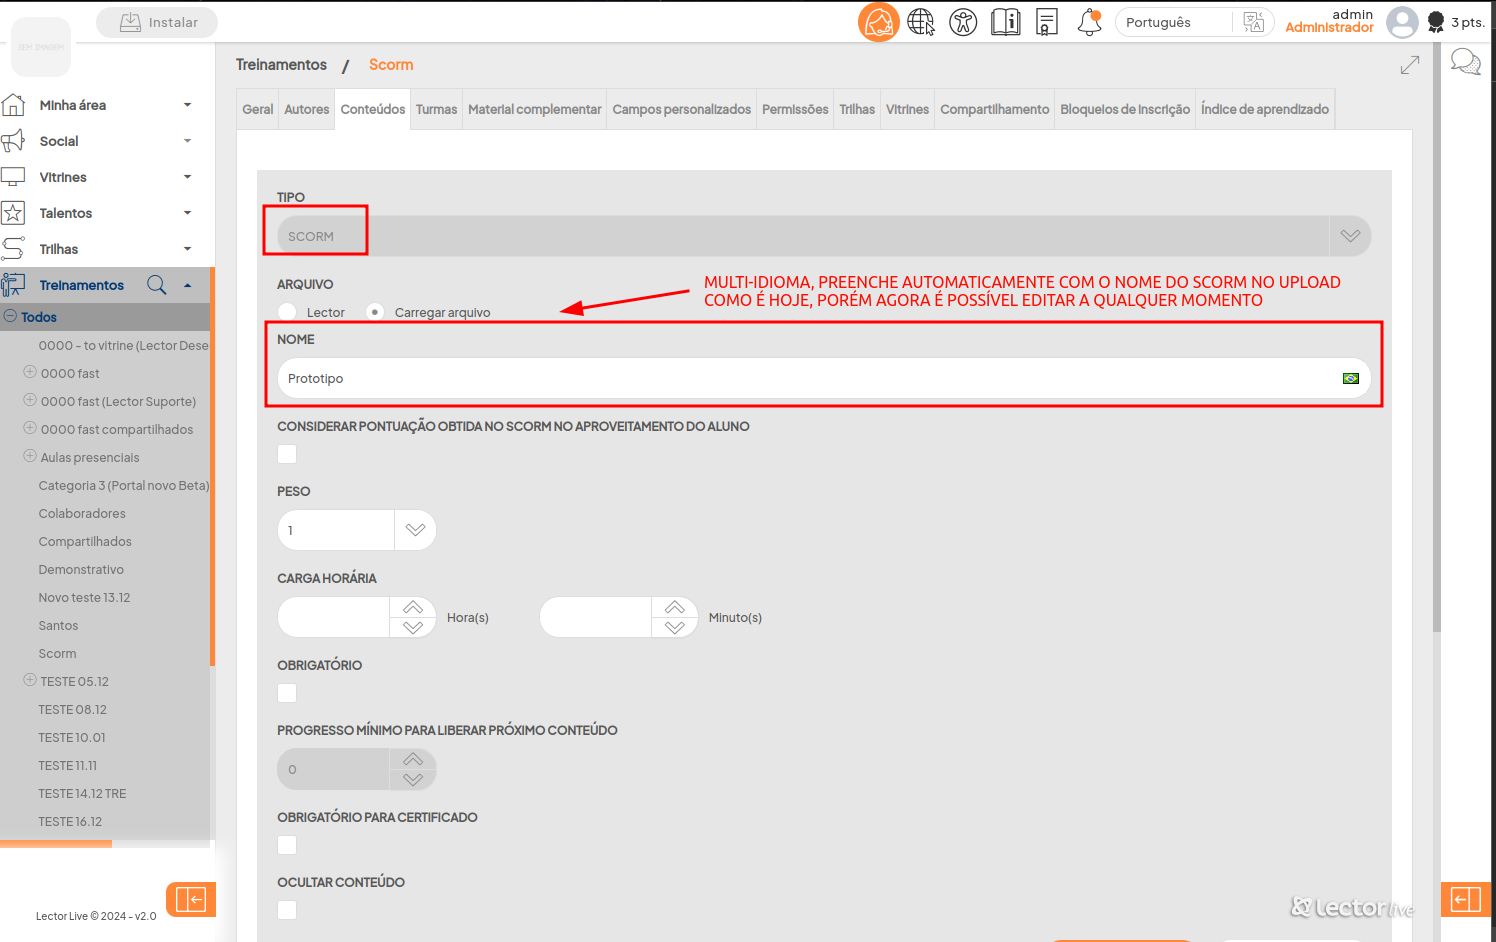 Instalar
Português
admin
Administrador
3 pts.
SEM IMAGEM
Treinamentos / Scorm
Minha área
Social
Vitrines
Talentos
Trilhas
Treinamentos
Todos
0000 - to vitrine (Lector Dese
0000 fast
0000 fast (Lector Suporte)
0000 fast compartilhados
Aulas presenciais
Categoria 3 (Portal novo Beta)
Colaboradores
Compartilhados
Demonstrativo
Novo teste 13.12
Santos
Scorm
TESTE 05.12
TESTE 08.12
TESTE 10.01
TESTE 11.11
TESTE 14.12 TRE
TESTE 16.12
Lector Live © 2024 - v2.0
Geral Autores Conteúdos Turmas Material complementar Campos personalizados Permissões Trilhas Vitrines Compartilhamento Bloqueios de inscrição Índice de aprendizado
TIPO
SCORM
ARQUIVO
Lector Carregar arquivo
MULTI-IDIOMA, PREENCHE AUTOMATICAMENTE COM O NOME DO SCORM NO UPLOAD
COMO É HOJE, PORÉM AGORA É POSSÍVEL EDITAR A QUALQUER MOMENTO
NOME
Prototipo
CONSIDERAR PONTUAÇÃO OBTIDA NO SCORM NO APROVEITAMENTO DO ALUNO
PESO
1
CARGA HORÁRIA
Hora(s) Minuto(s)
OBRIGATÓRIO
PROGRESSO MÍNIMO PARA LIBERAR PRÓXIMO CONTEÚDO
0
OBRIGATÓRIO PARA CERTIFICADO
OCULTAR CONTEÚDO
Lector live